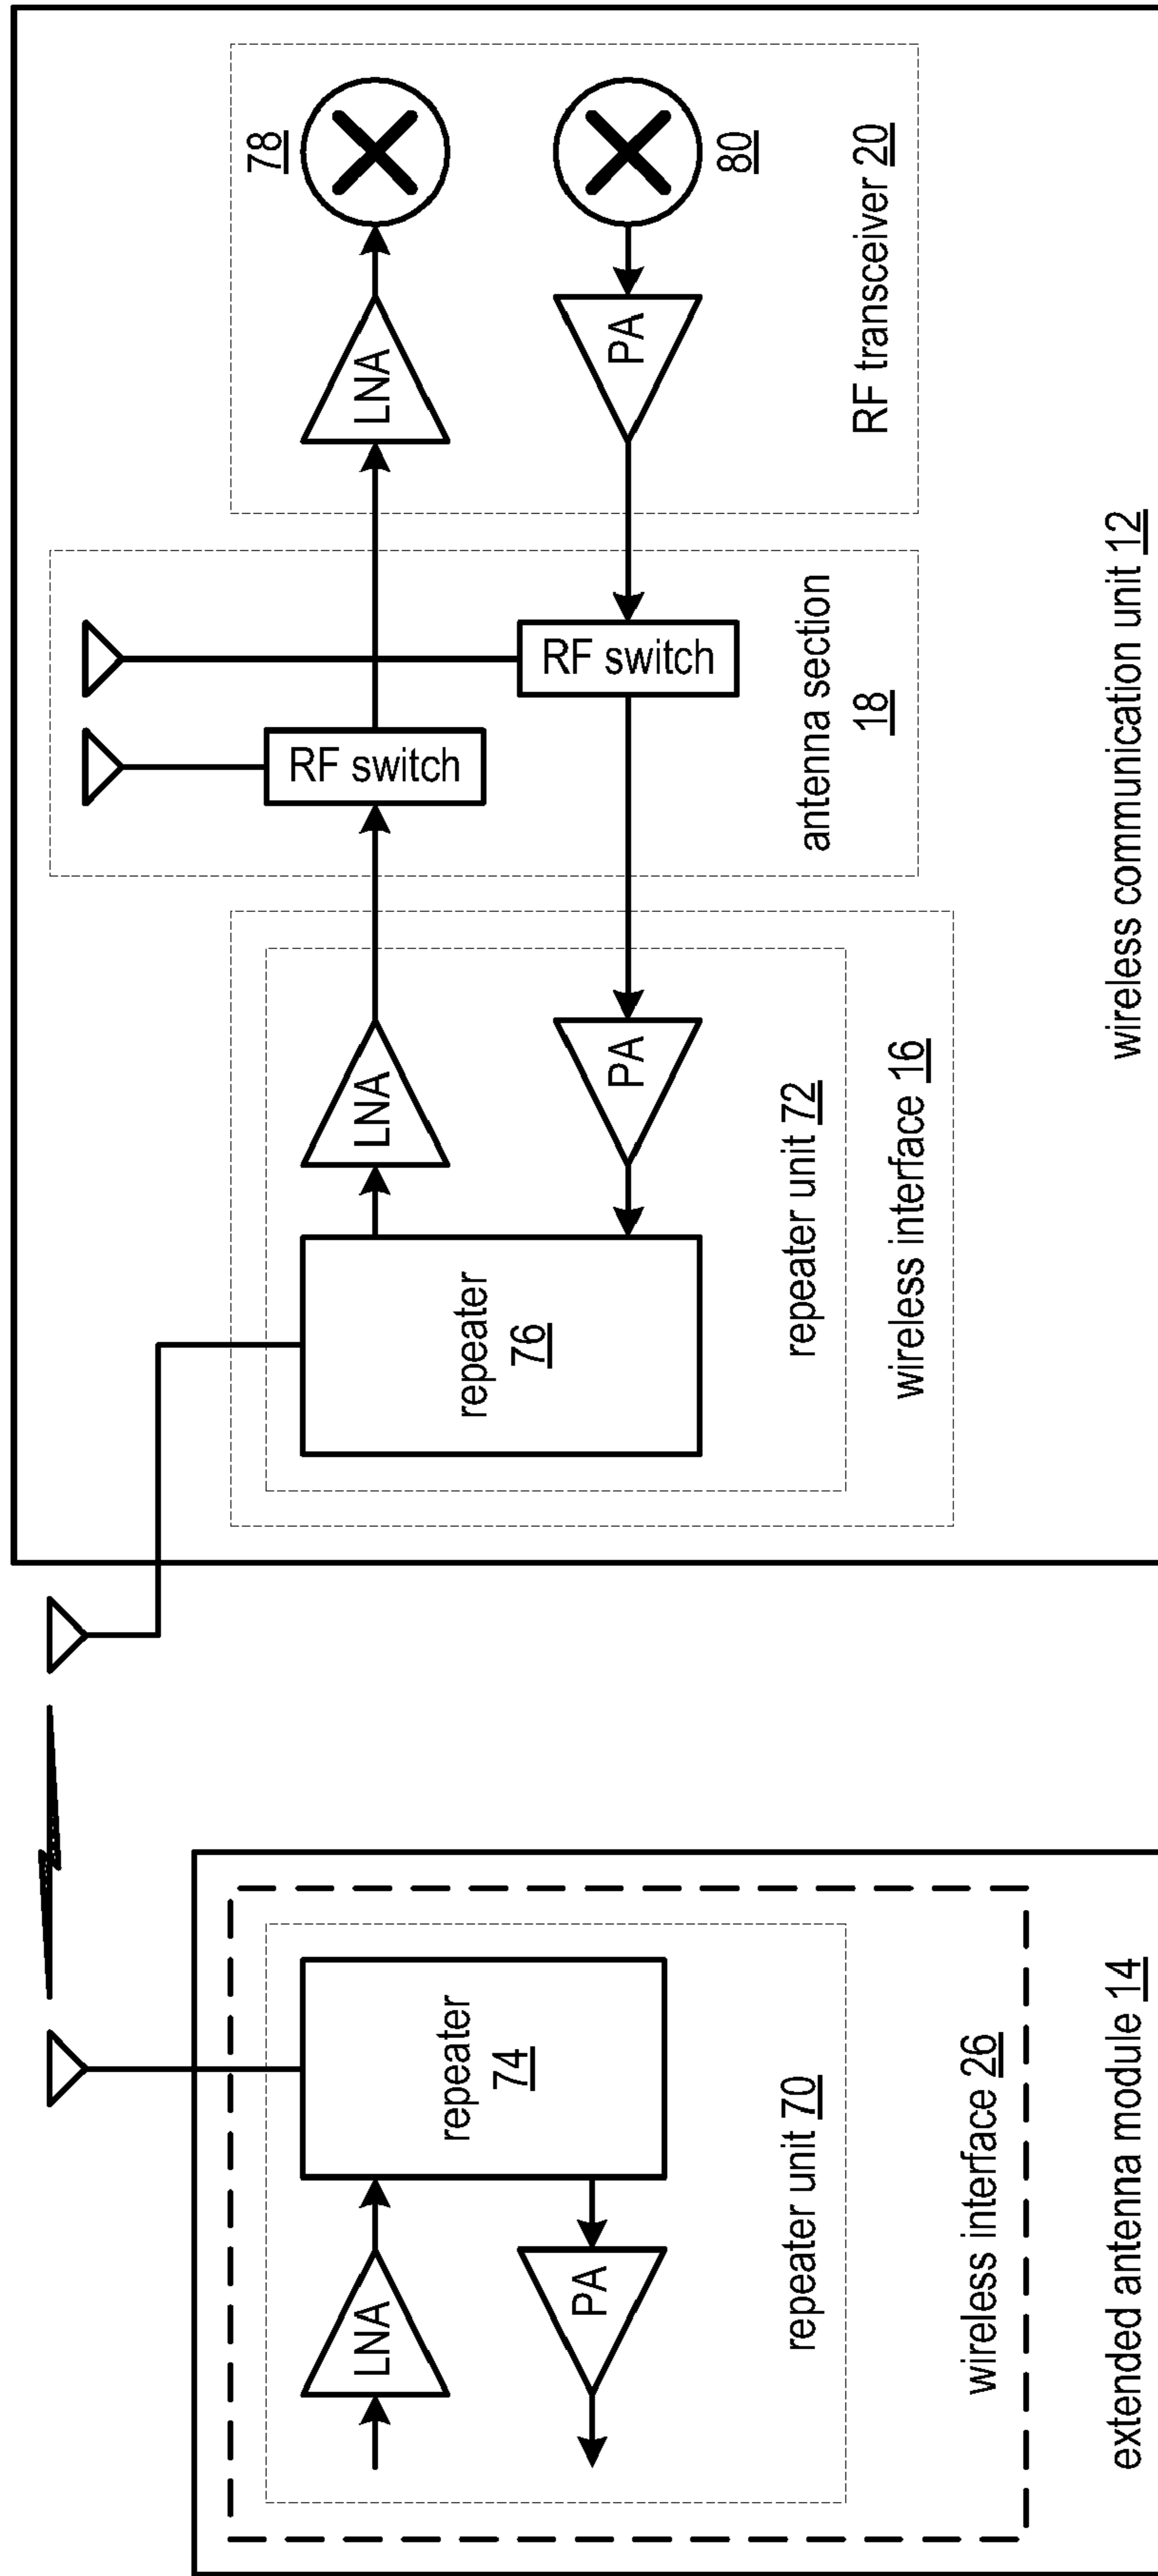 LNA
PA
repeater
74
repeater unit 70
wireless interface 26
extended antenna module 14
repeater
76
LNA
PA
repeater unit 72
wireless interface 16
RF switch
RF switch
antenna section
18
LNA
78
PA
80
RF transceiver 20
wireless communication unit 12